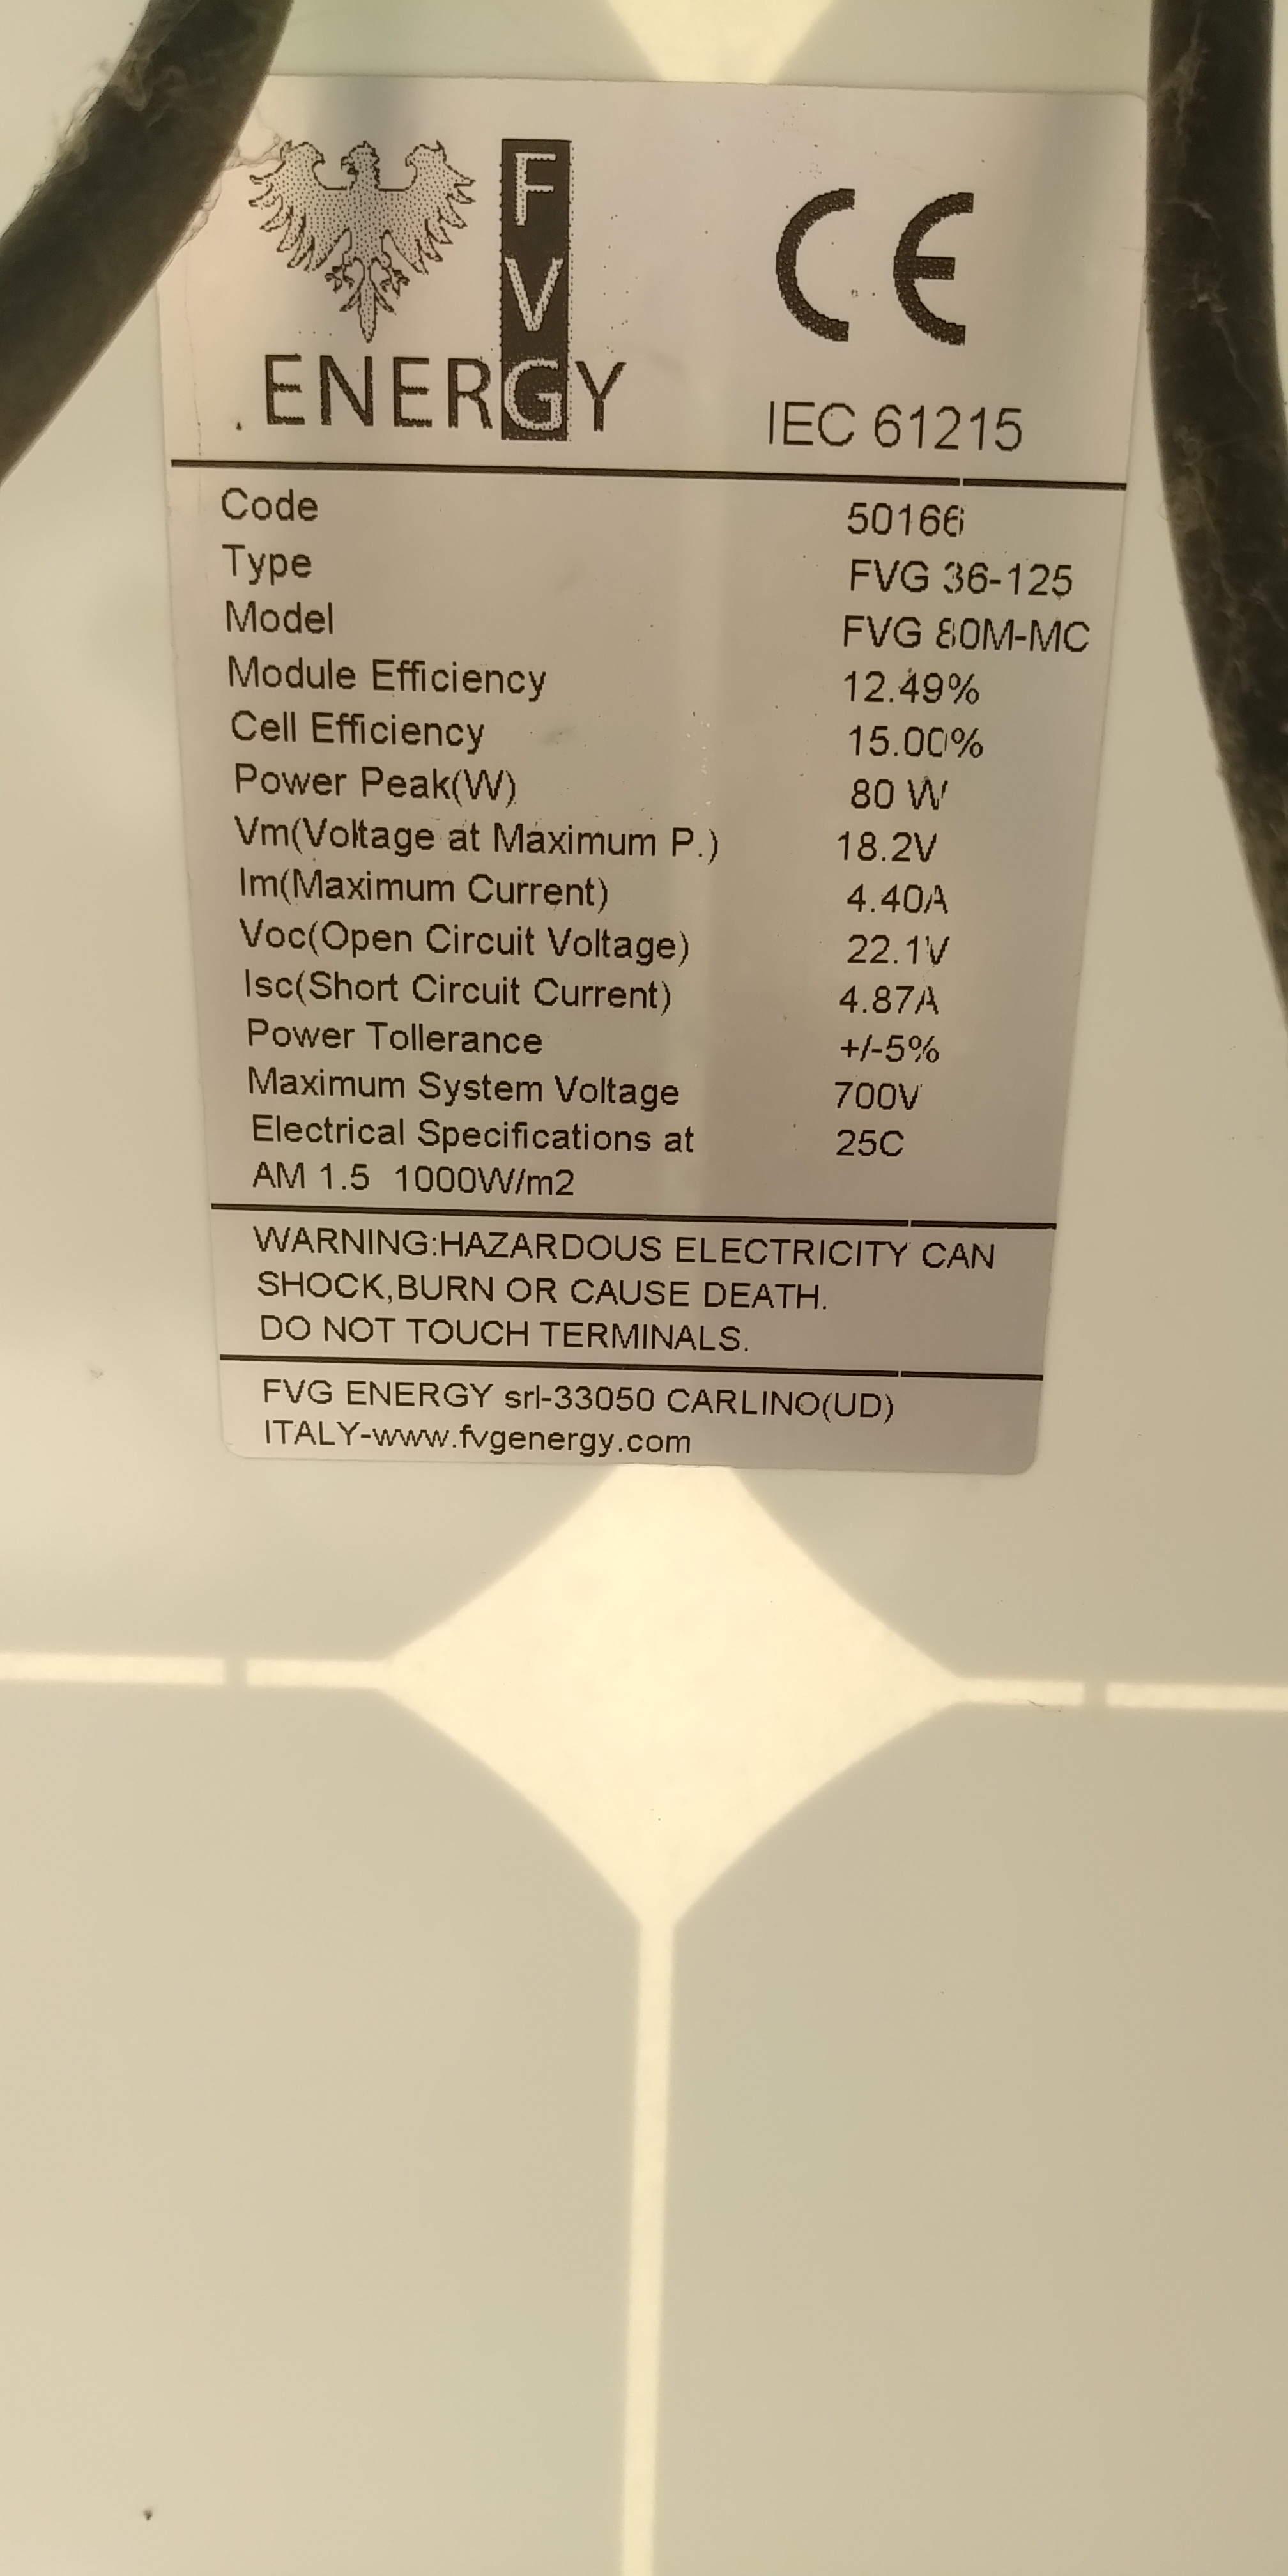 FVG
ENERGY
CE
IEC 61215
Code 50166
Type FVG 36-125
Model FVG 80M-MC
Module Efficiency 12.49%
Cell Efficiency 15.00%
Power Peak(W) 80 W
Vm(Voltage at Maximum P.) 18.2V
Im(Maximum Current) 4.40A
Voc(Open Circuit Voltage) 22.1V
Isc(Short Circuit Current) 4.87A
Power Tollerance +/-5%
Maximum System Voltage 700V
Electrical Specifications at 25C
AM 1.5 1000W/m2
WARNING:HAZARDOUS ELECTRICITY CAN
SHOCK,BURN OR CAUSE DEATH.
DO NOT TOUCH TERMINALS.
FVG ENERGY srl-33050 CARLINO(UD)
ITALY-www.fvgenergy.com